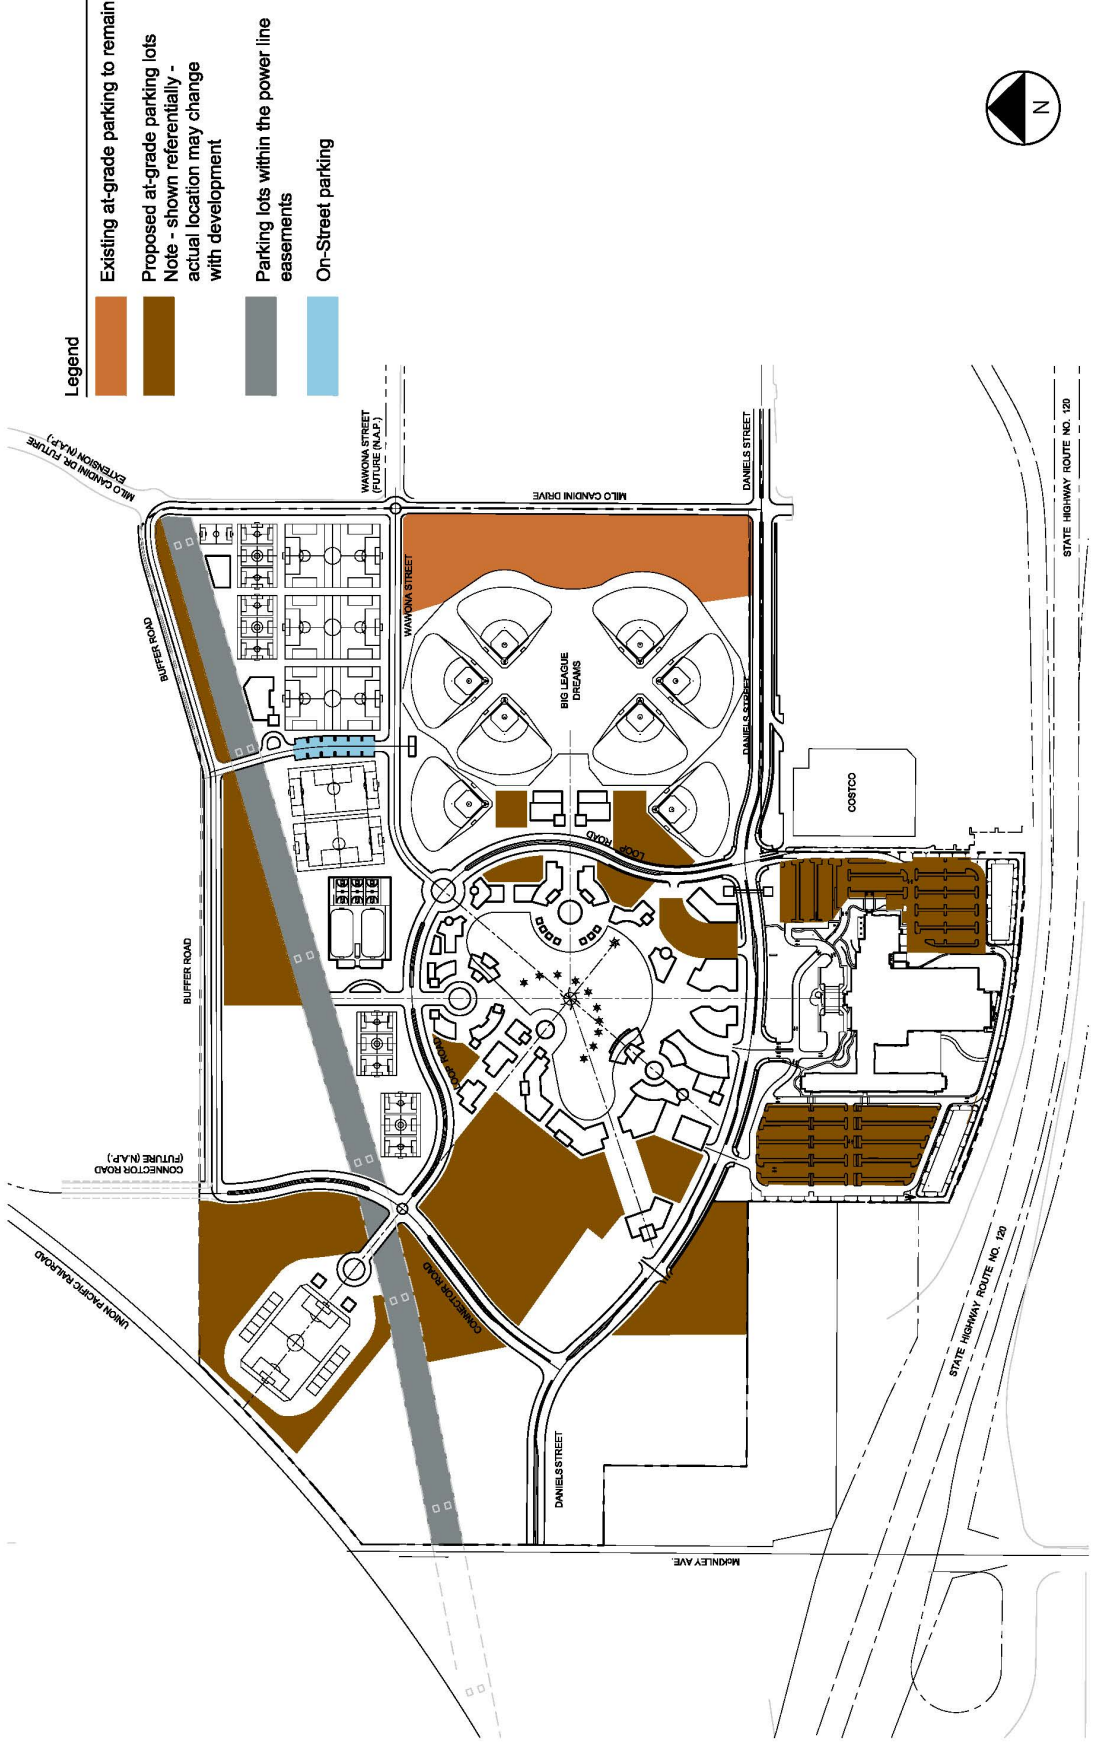 Legend
Existing at-grade parking to remain
Proposed at-grade parking lots
Note - shown referentially -
actual location may change
with development
Parking lots within the power line
easements
On-Street parking
N
MILO CANDINI DR. FUTURE
EXTENSION (N.A.P.)
WAWONA STREET
(FUTURE (N.A.P.)
MILO CANDINI DRIVE
DANIELS STREET
STATE HIGHWAY ROUTE NO. 120
BUFFER ROAD
WAWONA STREET
BIG LEAGUE
DREAMS
DANIELS STREET
COSTCO
LOOP ROAD
BUFFER ROAD
LOOP ROAD
CONNECTOR ROAD
(FUTURE (N.A.P.)
UNION PACIFIC RAILROAD
CONNECTOR ROAD
STATE HIGHWAY ROUTE NO. 120
DANIELS STREET
McKINLEY AVE.